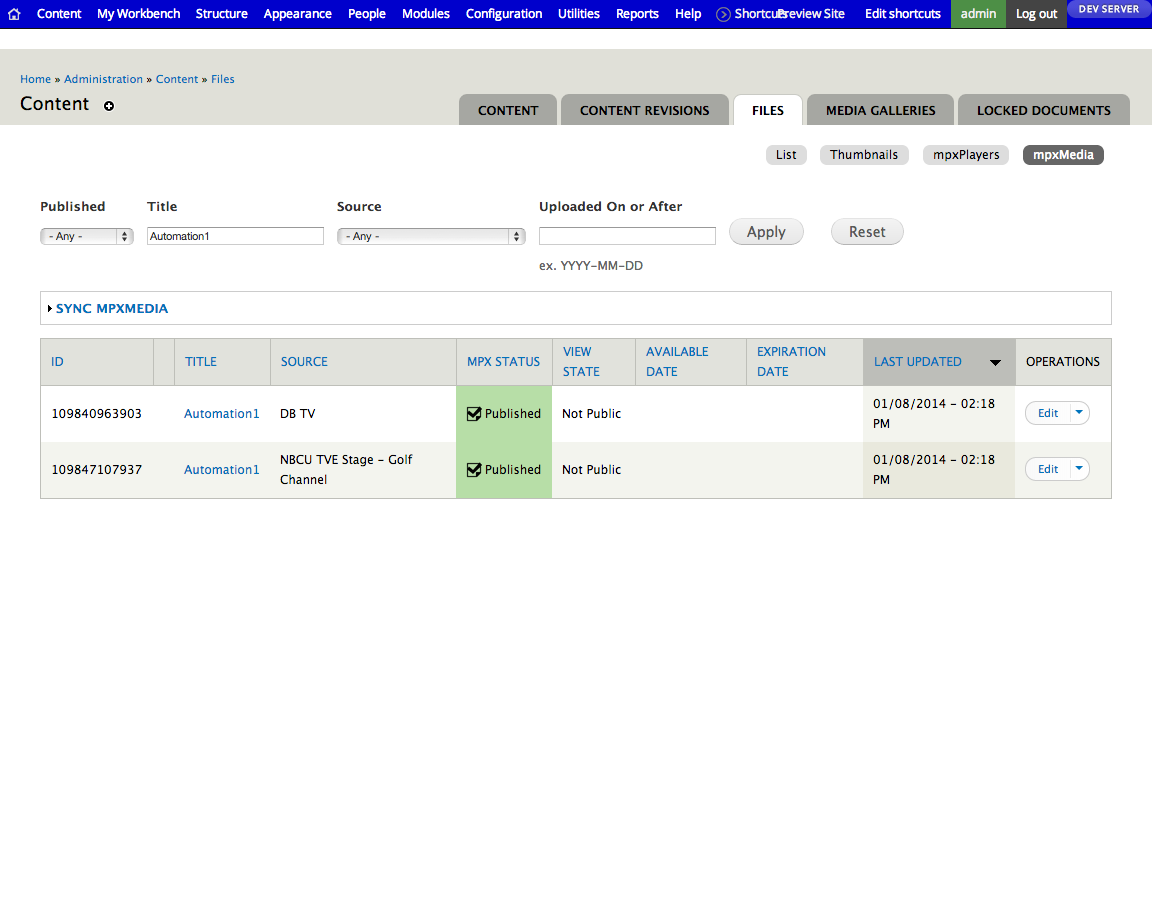 Content My Workbench Structure Appearance People Modules Configuration Utilities Reports Help Shortcuts Preview Site Edit shortcuts admin Log out DEV SERVER
Home » Administration » Content » Files
Content
CONTENT CONTENT REVISIONS FILES MEDIA GALLERIES LOCKED DOCUMENTS
List Thumbnails mpxPlayers mpxMedia
Published Title Source Uploaded On or After
- Any - Automation1 - Any - Apply Reset
ex. YYYY-MM-DD
SYNC MPXMEDIA
ID TITLE SOURCE MPX STATUS VIEW STATE AVAILABLE DATE EXPIRATION DATE LAST UPDATED OPERATIONS
109840963903 Automation1 DB TV Published Not Public 01/08/2014 - 02:18 PM Edit
109847107937 Automation1 NBCU TVE Stage - Golf Channel Published Not Public 01/08/2014 - 02:18 PM Edit